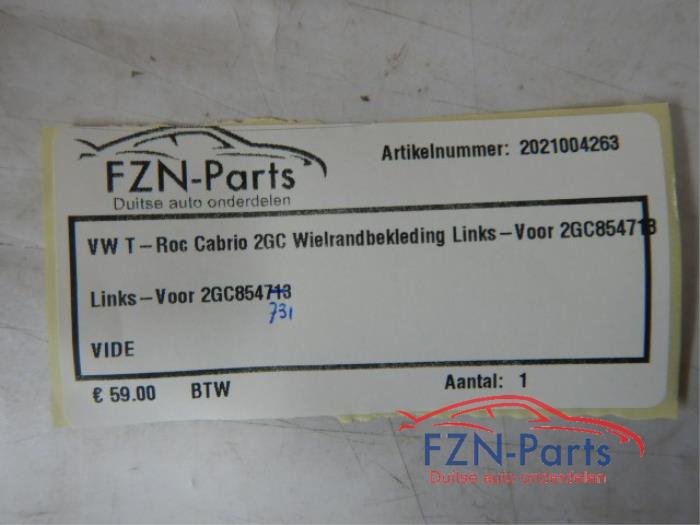 FZN-Parts
Duitse auto onderdelen
Artikelnummer: 2021004263
VW T-Roc Cabrio 2GC Wielrandbekleding Links-Voor 2GC854713
Links-Voor 2GC854713
731
VIDE
€ 59.00 BTW Aantal: 1
FZN-Parts
Duitse auto onderdelen